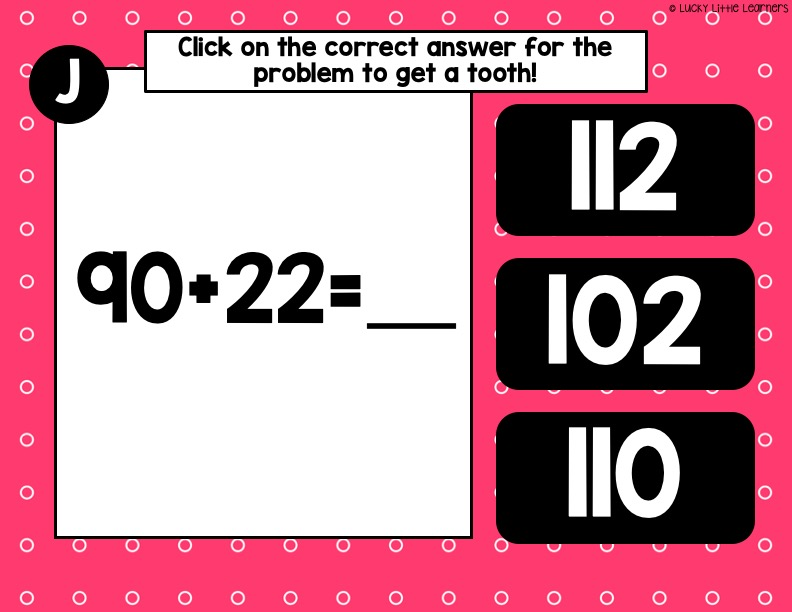 © Lucky Little Learners
Click on the correct answer for the
problem to get a tooth!
J
90+22=__
112
102
110